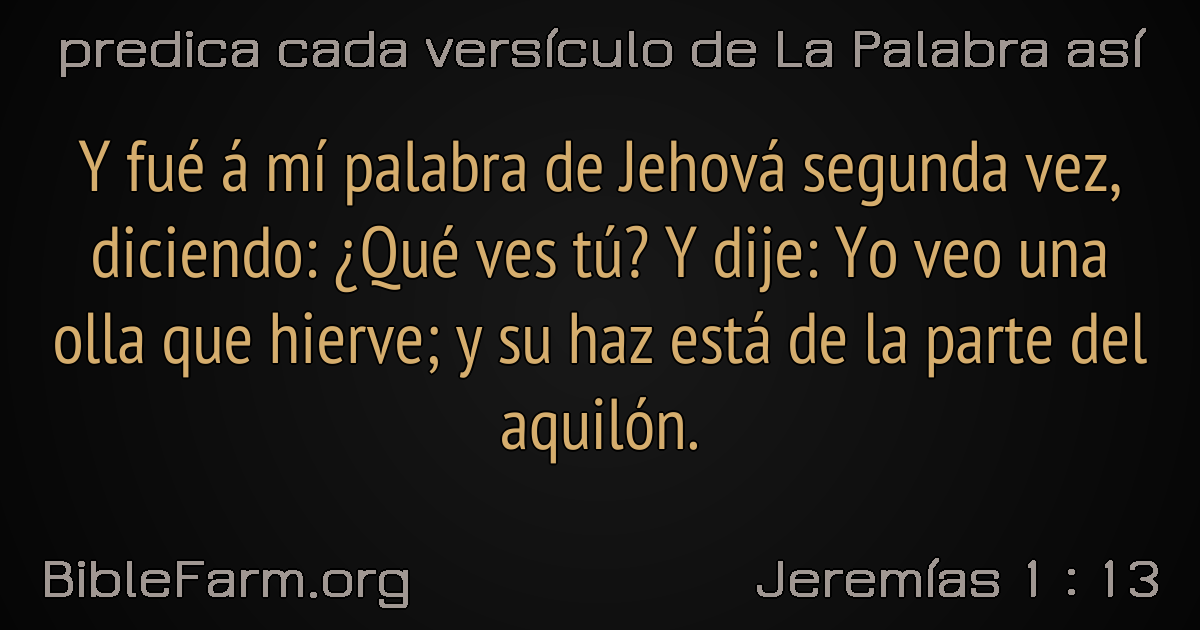 predica cada versículo de La Palabra así
Y fué á mí palabra de Jehová segunda vez,
diciendo: ¿Qué ves tú? Y dije: Yo veo una
olla que hierve; y su haz está de la parte del
aquilón.
BibleFarm.org
Jeremías 1 : 13